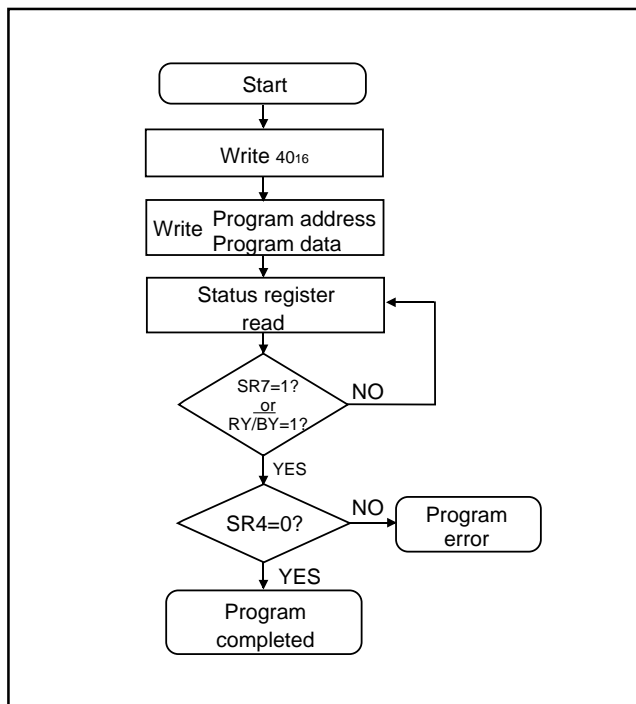 Start
Write 40₁₆
Write Program address
Program data
Status register
read
SR7=1?
or
RY/B̅Y̅=1?
NO
YES
SR4=0?
NO
Program
error
YES
Program
completed